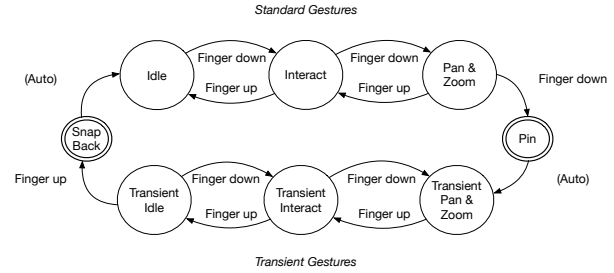 Standard Gestures
Finger down
Finger down
(Auto)
Idle
Interact
Pan &
Zoom
Finger down
Finger up
Finger up
Snap
Back
Pin
Finger up
(Auto)
Transient
Idle
Finger down
Transient
Interact
Finger down
Transient
Pan &
Zoom
Finger up
Finger up
Transient Gestures